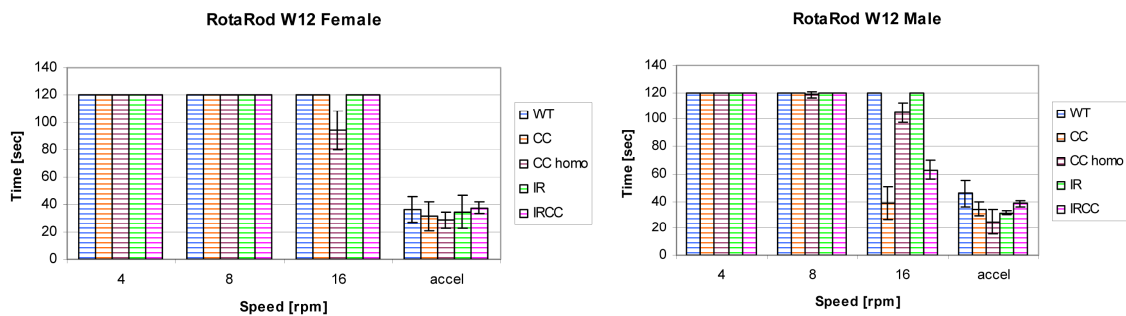 RotaRod W12 Female
140
120
100
80
60
40
20
0
Time [sec]
4
8
16
accel
Speed [rpm]
WT
CC
CC homo
IR
IRCC
RotaRod W12 Male
140
120
100
80
60
40
20
0
Time [sec]
4
8
16
accel
Speed [rpm]
WT
CC
CC homo
IR
IRCC